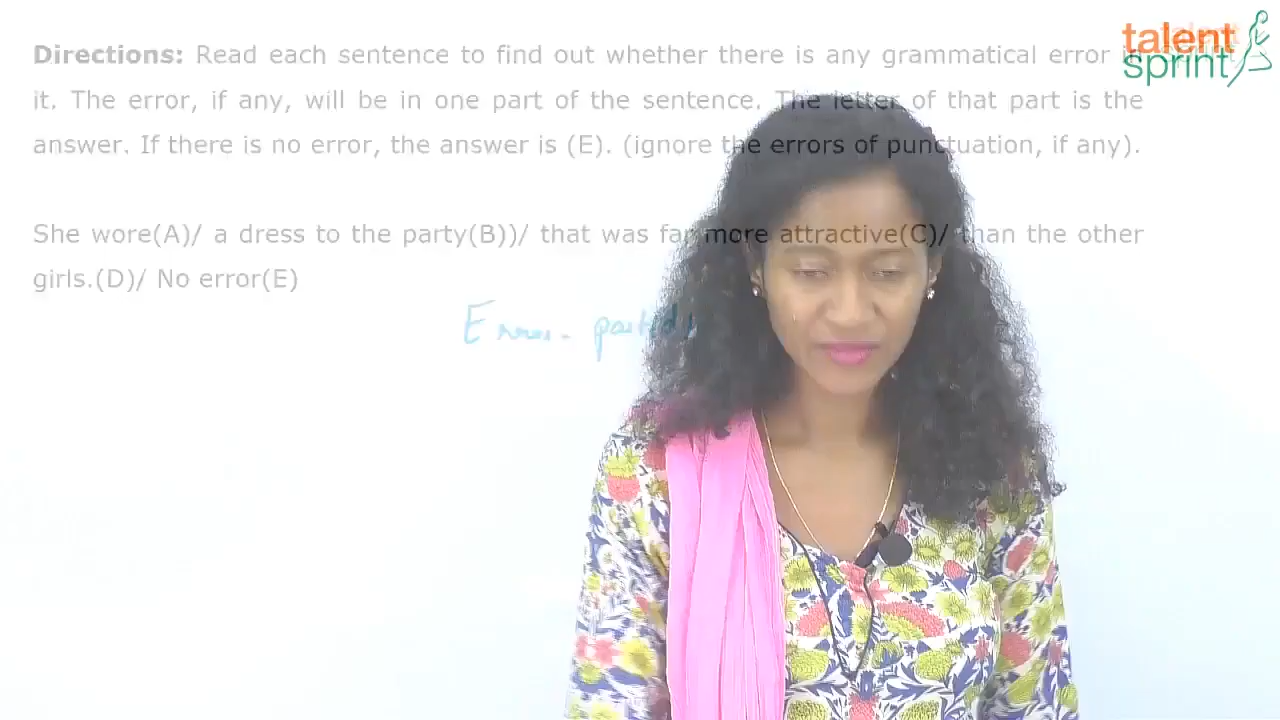 talent
sprint
Directions: Read each sentence to find out whether there is any grammatical error in
it. The error, if any, will be in one part of the sentence. The letter of that part is the
answer. If there is no error, the answer is (E). (ignore the errors of punctuation, if any).
She wore(A)/ a dress to the party(B))/ that was far more attractive(C)/ than the other
girls.(D)/ No error(E)
Error -